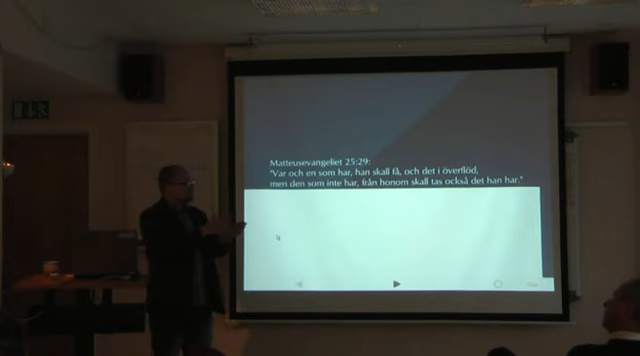 Matteusevangeliet 25:29:
"Var och en som har, han skall få, och det i överflöd,
men den som inte har, från honom skall tas också det han har."